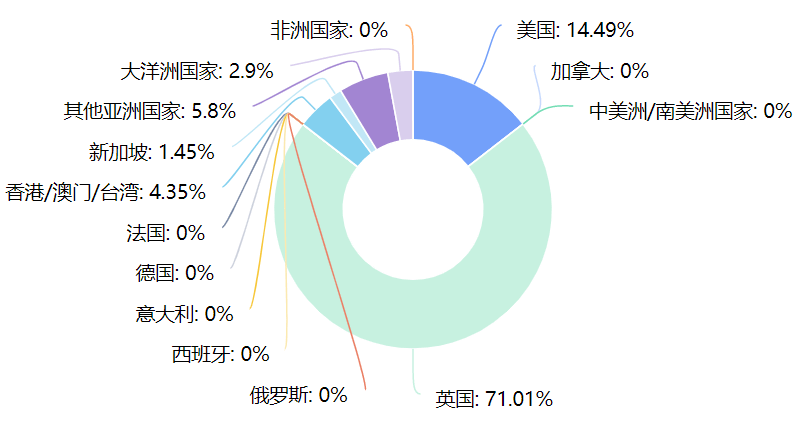 非洲国家: 0%
美国: 14.49%
大洋洲国家: 2.9%
加拿大: 0%
其他亚洲国家: 5.8%
中美洲/南美洲国家: 0%
新加坡: 1.45%
香港/澳门/台湾: 4.35%
法国: 0%
德国: 0%
意大利: 0%
西班牙: 0%
俄罗斯: 0%
英国: 71.01%